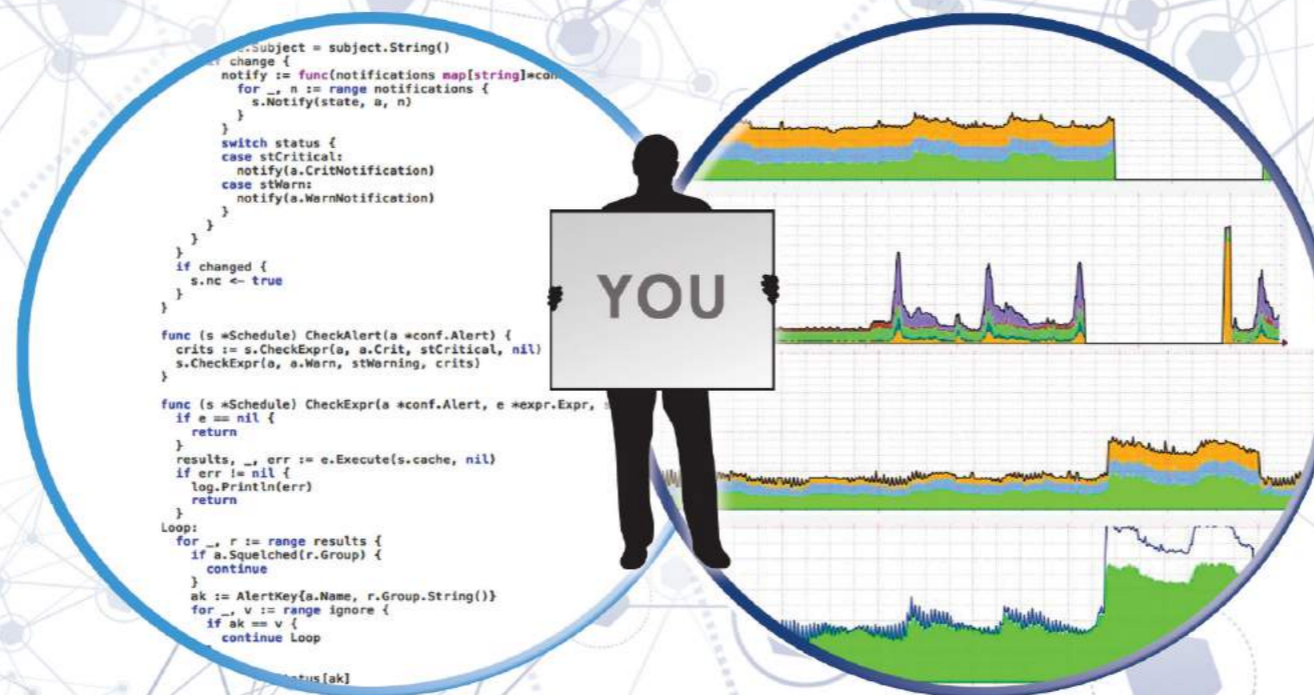 .Subject = subject.String()
if change {
notify := func(notifications map[string]*con
for _, n := range notifications {
s.Notify(state, a, n)
}
}
switch status {
case stCritical:
notify(a.CritNotification)
case stWarn:
notify(a.WarnNotification)
}
}
}
}
if changed {
s.nc <- true
}
}
func (s *Schedule) CheckAlert(a *conf.Alert) {
crits := s.CheckExpr(a, a.Crit, stCritical, nil)
s.CheckExpr(a, a.Warn, stWarning, crits)
}
func (s *Schedule) CheckExpr(a *conf.Alert, e *expr.Expr, s
if e == nil {
return
}
results, _, err := e.Execute(s.cache, nil)
if err != nil {
log.Println(err)
return
}
Loop:
for _, r := range results {
if a.Squelched(r.Group) {
continue
}
ak := AlertKey{a.Name, r.Group.String()}
for _, v := range ignore {
if ak == v {
continue Loop
tus[ak]
YOU